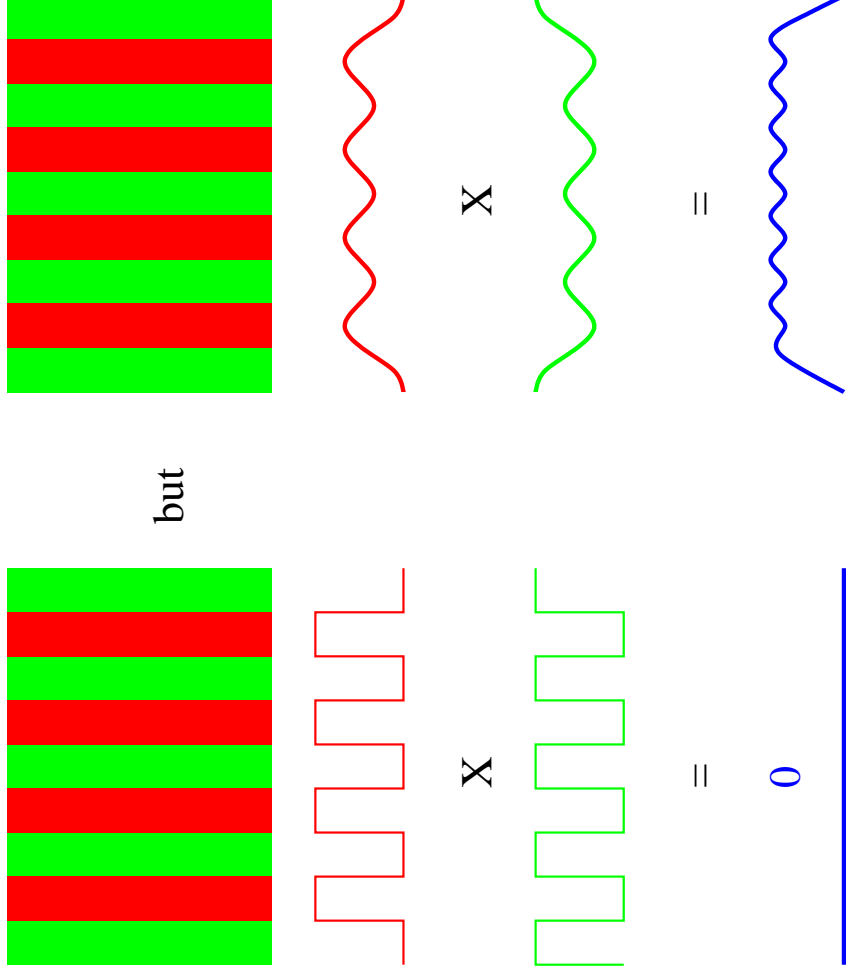 but
X X
= =
0